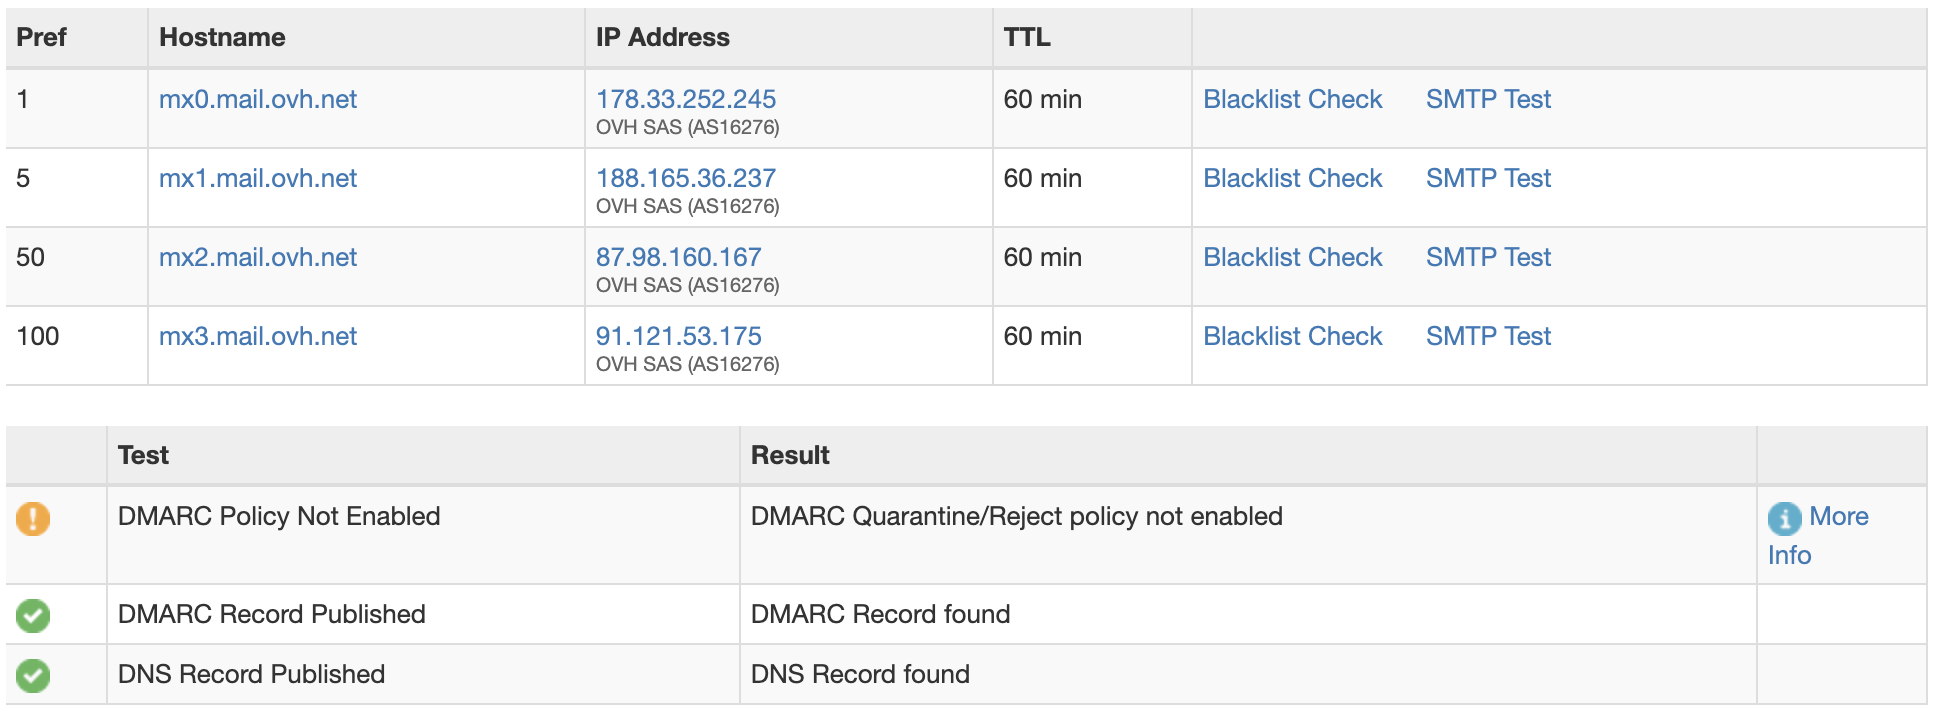 Pref Hostname IP Address TTL
1 mx0.mail.ovh.net 178.33.252.245 60 min Blacklist Check SMTP Test
OVH SAS (AS16276)
5 mx1.mail.ovh.net 188.165.36.237 60 min Blacklist Check SMTP Test
OVH SAS (AS16276)
50 mx2.mail.ovh.net 87.98.160.167 60 min Blacklist Check SMTP Test
OVH SAS (AS16276)
100 mx3.mail.ovh.net 91.121.53.175 60 min Blacklist Check SMTP Test
OVH SAS (AS16276)
Test Result
DMARC Policy Not Enabled DMARC Quarantine/Reject policy not enabled More
Info
DMARC Record Published DMARC Record found
DNS Record Published DNS Record found